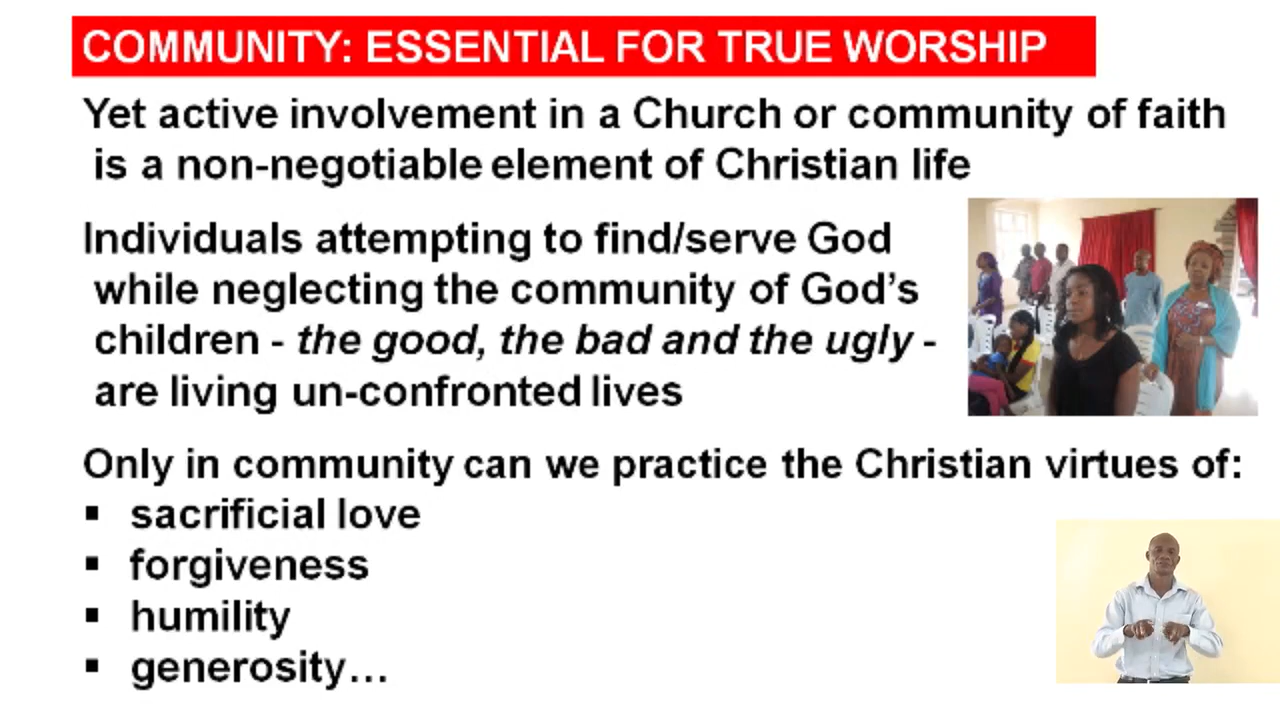 COMMUNITY: ESSENTIAL FOR TRUE WORSHIP
Yet active involvement in a Church or community of faith
is a non-negotiable element of Christian life
Individuals attempting to find/serve God
while neglecting the community of God's
children - the good, the bad and the ugly -
are living un-confronted lives
Only in community can we practice the Christian virtues of:
▪ sacrificial love
▪ forgiveness
▪ humility
▪ generosity...